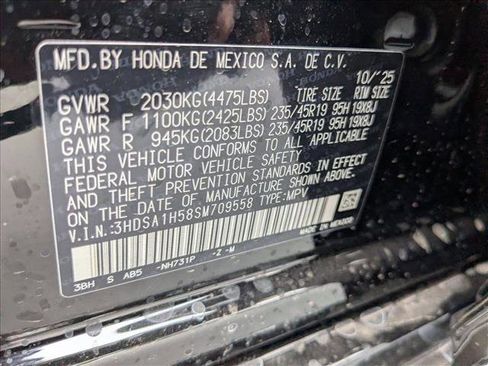 MFD.BY HONDA DE MEXICO S.A. DE C.V.
10/'25
GVWR 2030KG(4475LBS) TIRE SIZE RIM SIZE
GAWR F 1100KG(2425LBS) 235/45R19 95H 19X8J
GAWR R 945KG(2083LBS) 235/45R19 95H 19X8J
THIS VEHICLE CONFORMS TO ALL APPLICABLE
FEDERAL MOTOR VEHICLE SAFETY AND
THEFT PREVENTION STANDARDS IN EFFECT
ON THE DATE OF MANUFACTURE SHOWN ABOVE.
V.I.N.:3HDSA1H58SM709558 TYPE:MPV
3BH S AB5 -NH731P -Z -M
MADE IN MEXICO